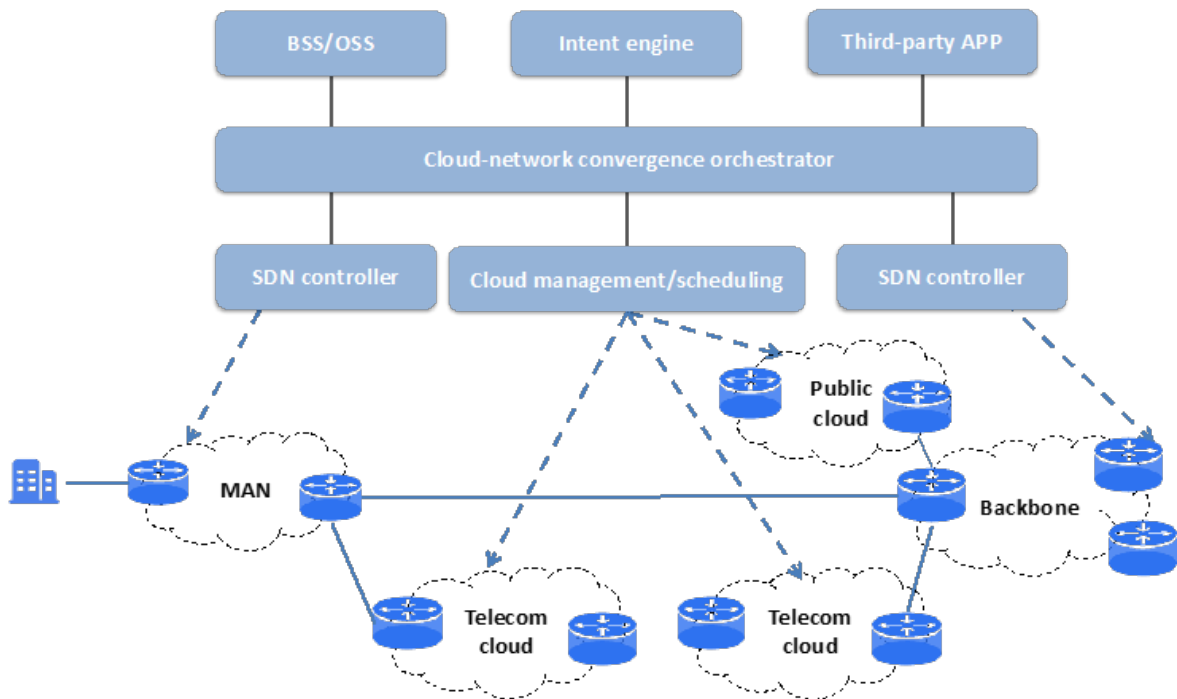 BSS/OSS
Intent engine
Third-party APP
Cloud-network convergence orchestrator
SDN controller
Cloud management/scheduling
SDN controller
Public
cloud
MAN
Backbone
Telecom
cloud
Telecom
cloud